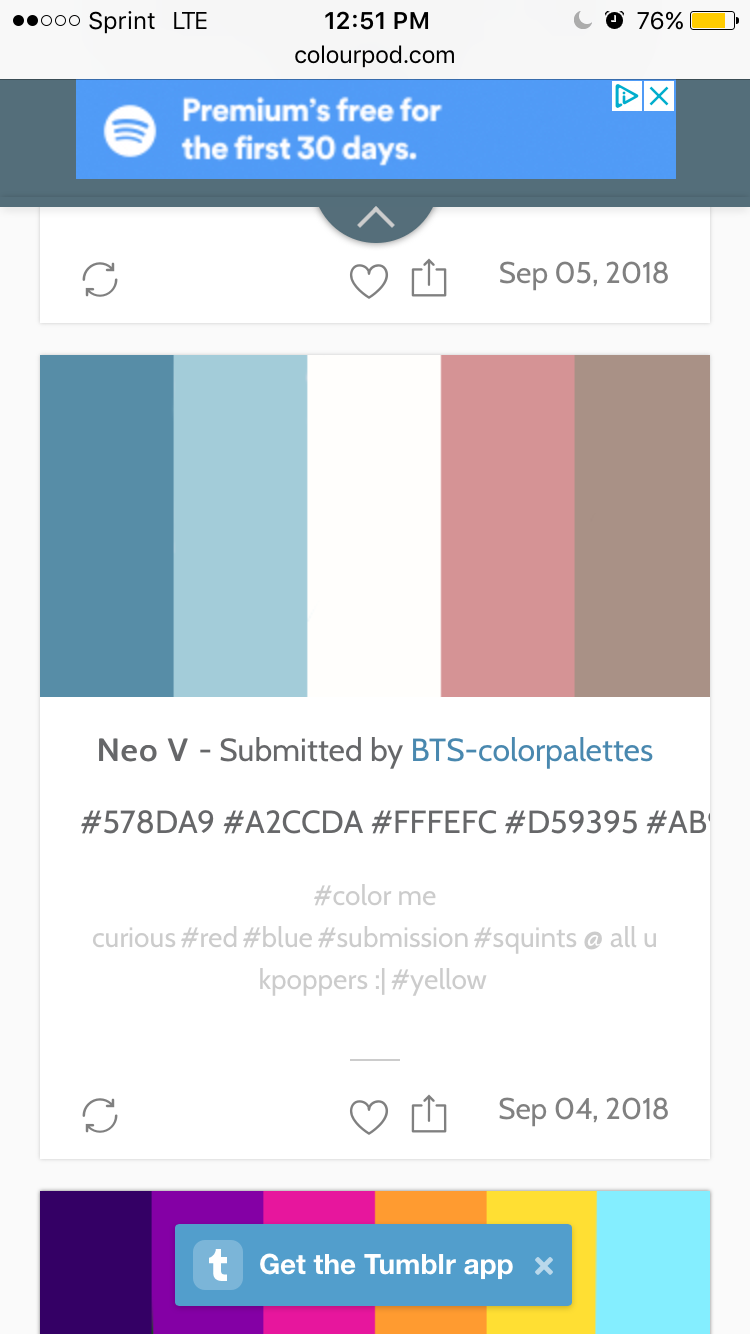 Sprint LTE 12:51 PM 76%
colourpod.com
Premium's free for
the first 30 days.
Sep 05, 2018
Neo V - Submitted by BTS-colorpalettes
#578DA9 #A2CCDA #FFFEFC #D59395 #AB
#color me
curious #red #blue #submission #squints @ all u
kpoppers :| #yellow
Sep 04, 2018
t Get the Tumblr app ×